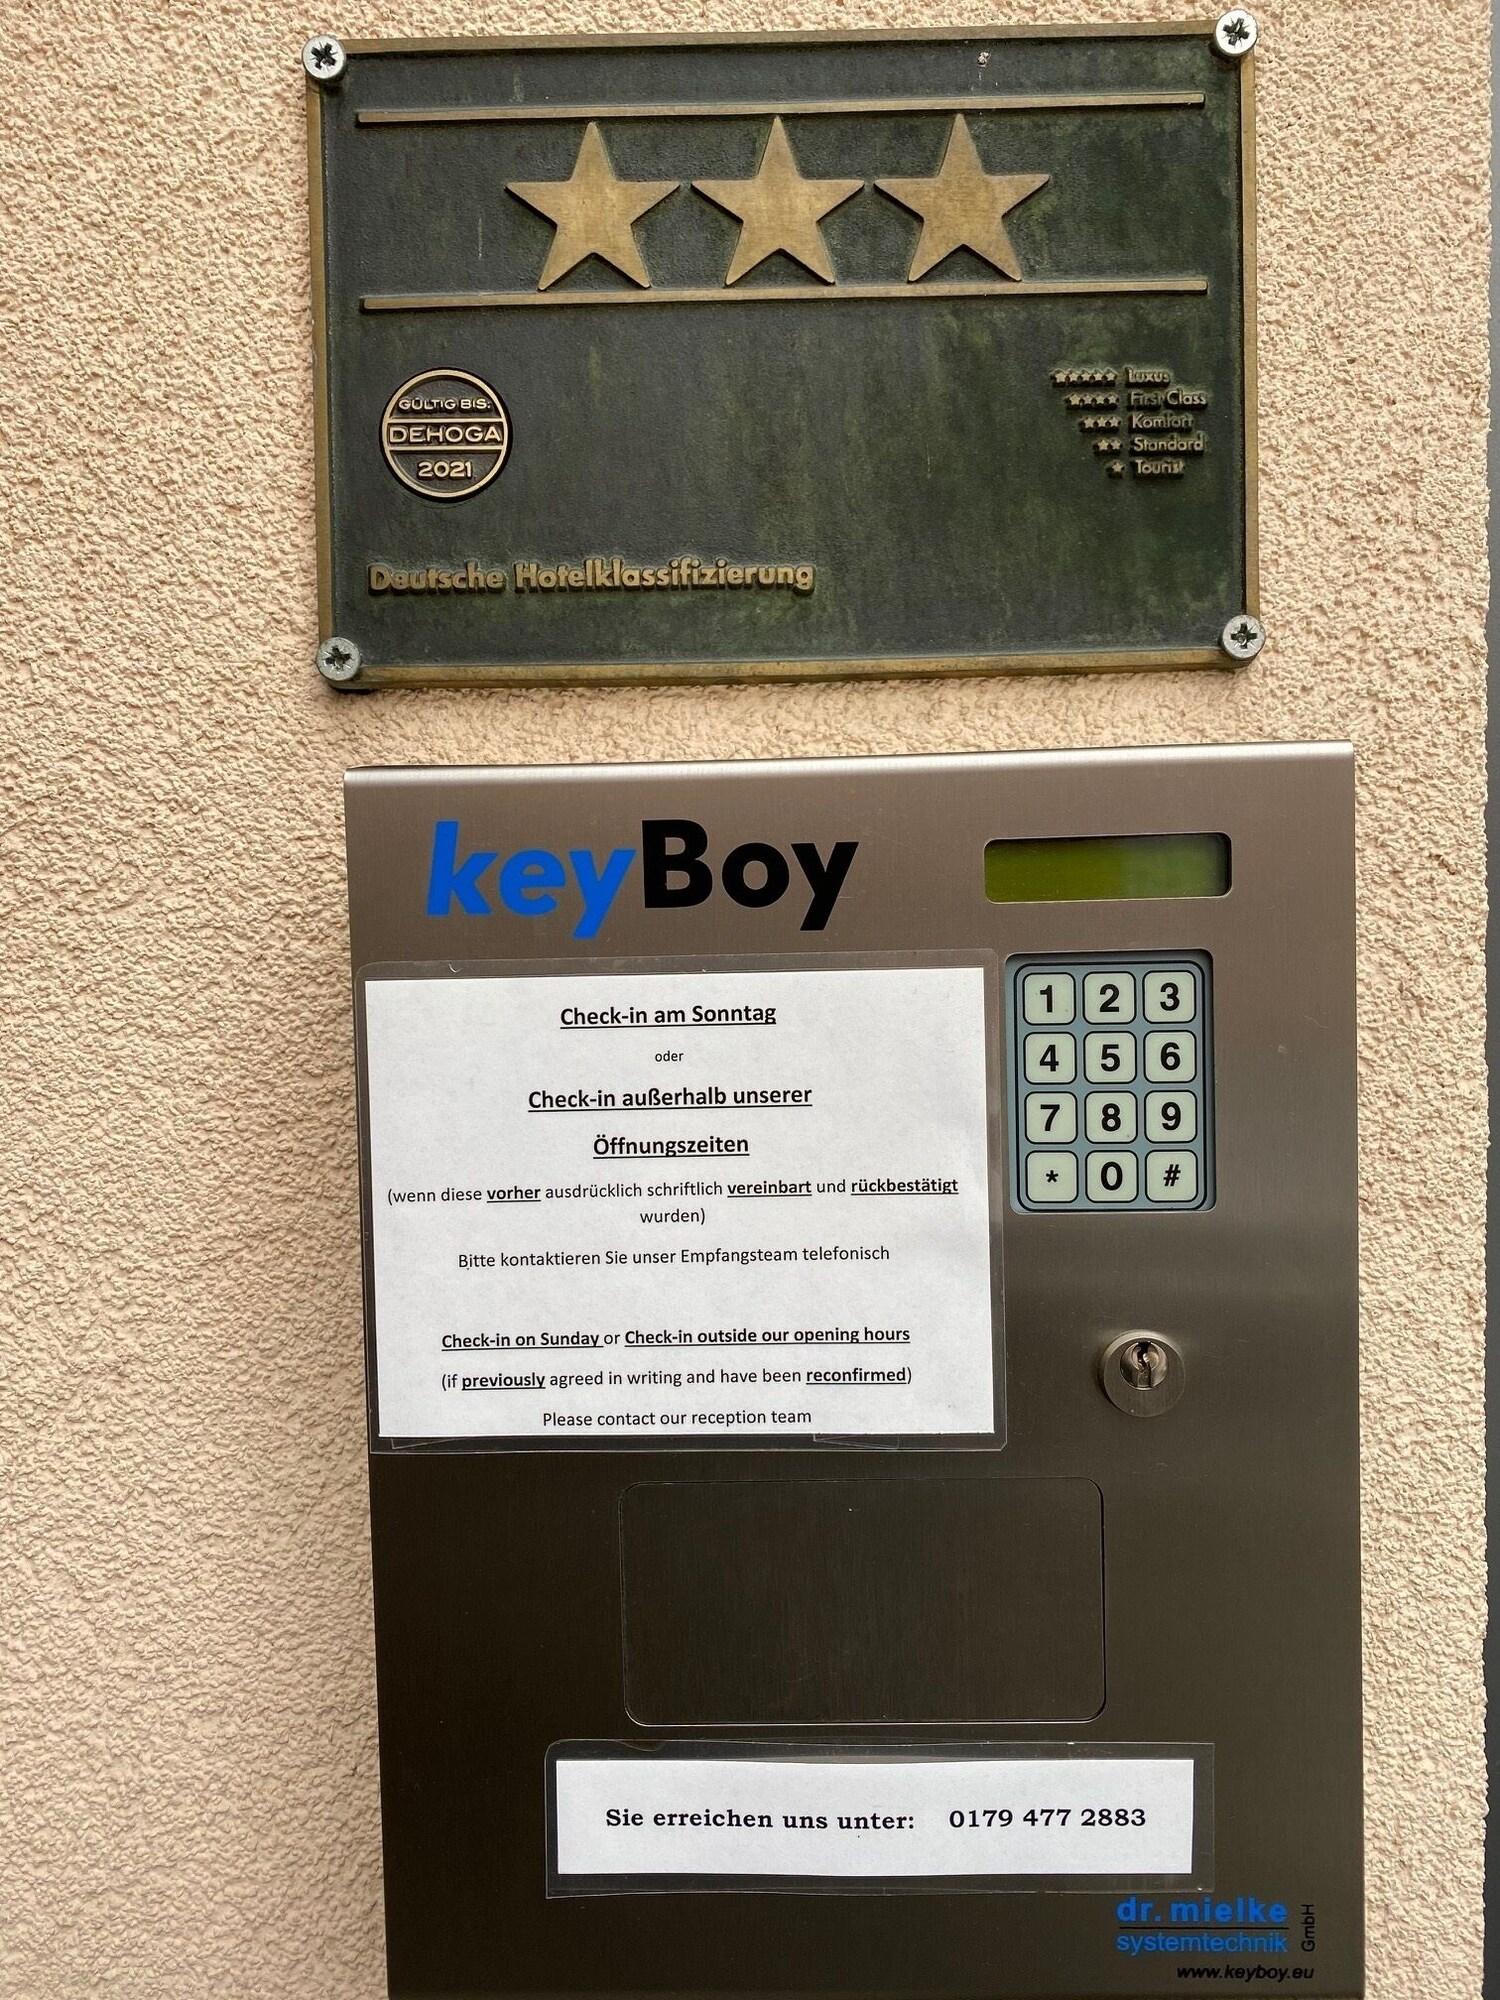 GÜLTIG BIS:
DEHOGA
2021
Luxus
First Class
Komfort
Standard
Tourist
Deutsche Hotelklassifizierung
keyBoy
1 2 3
4 5 6
7 8 9
* 0 #
Check-in am Sonntag
oder
Check-in außerhalb unserer
Öffnungszeiten
(wenn diese vorher ausdrücklich schriftlich vereinbart und rückbestätigt
wurden)
Bitte kontaktieren Sie unser Empfangsteam telefonisch
Check-in on Sunday or Check-in outside our opening hours
(if previously agreed in writing and have been reconfirmed)
Please contact our reception team
Sie erreichen uns unter: 0179 477 2883
dr. mielke
systemtechnik
GmbH
www.keyboy.eu